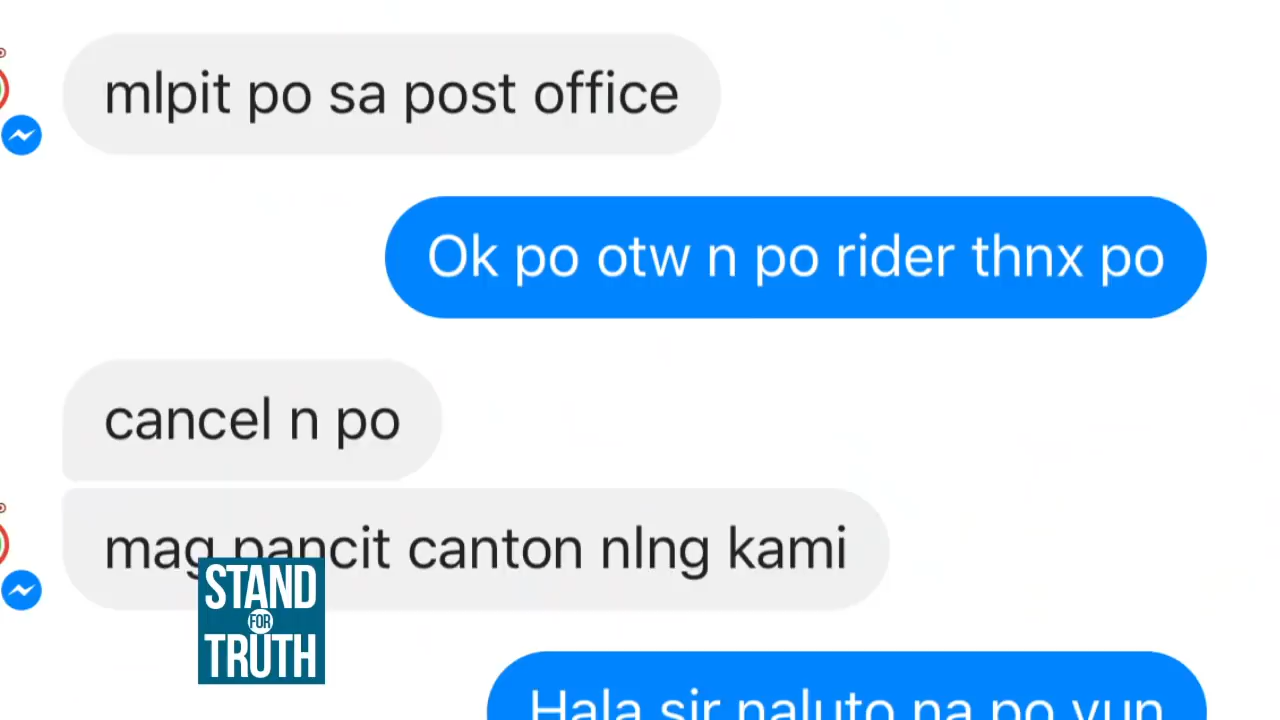 mlpit po sa post office
Ok po otw n po rider thnx po
cancel n po
mag pancit canton nlng kami
STAND
FOR
TRUTH
Hala sir naluto na po yun